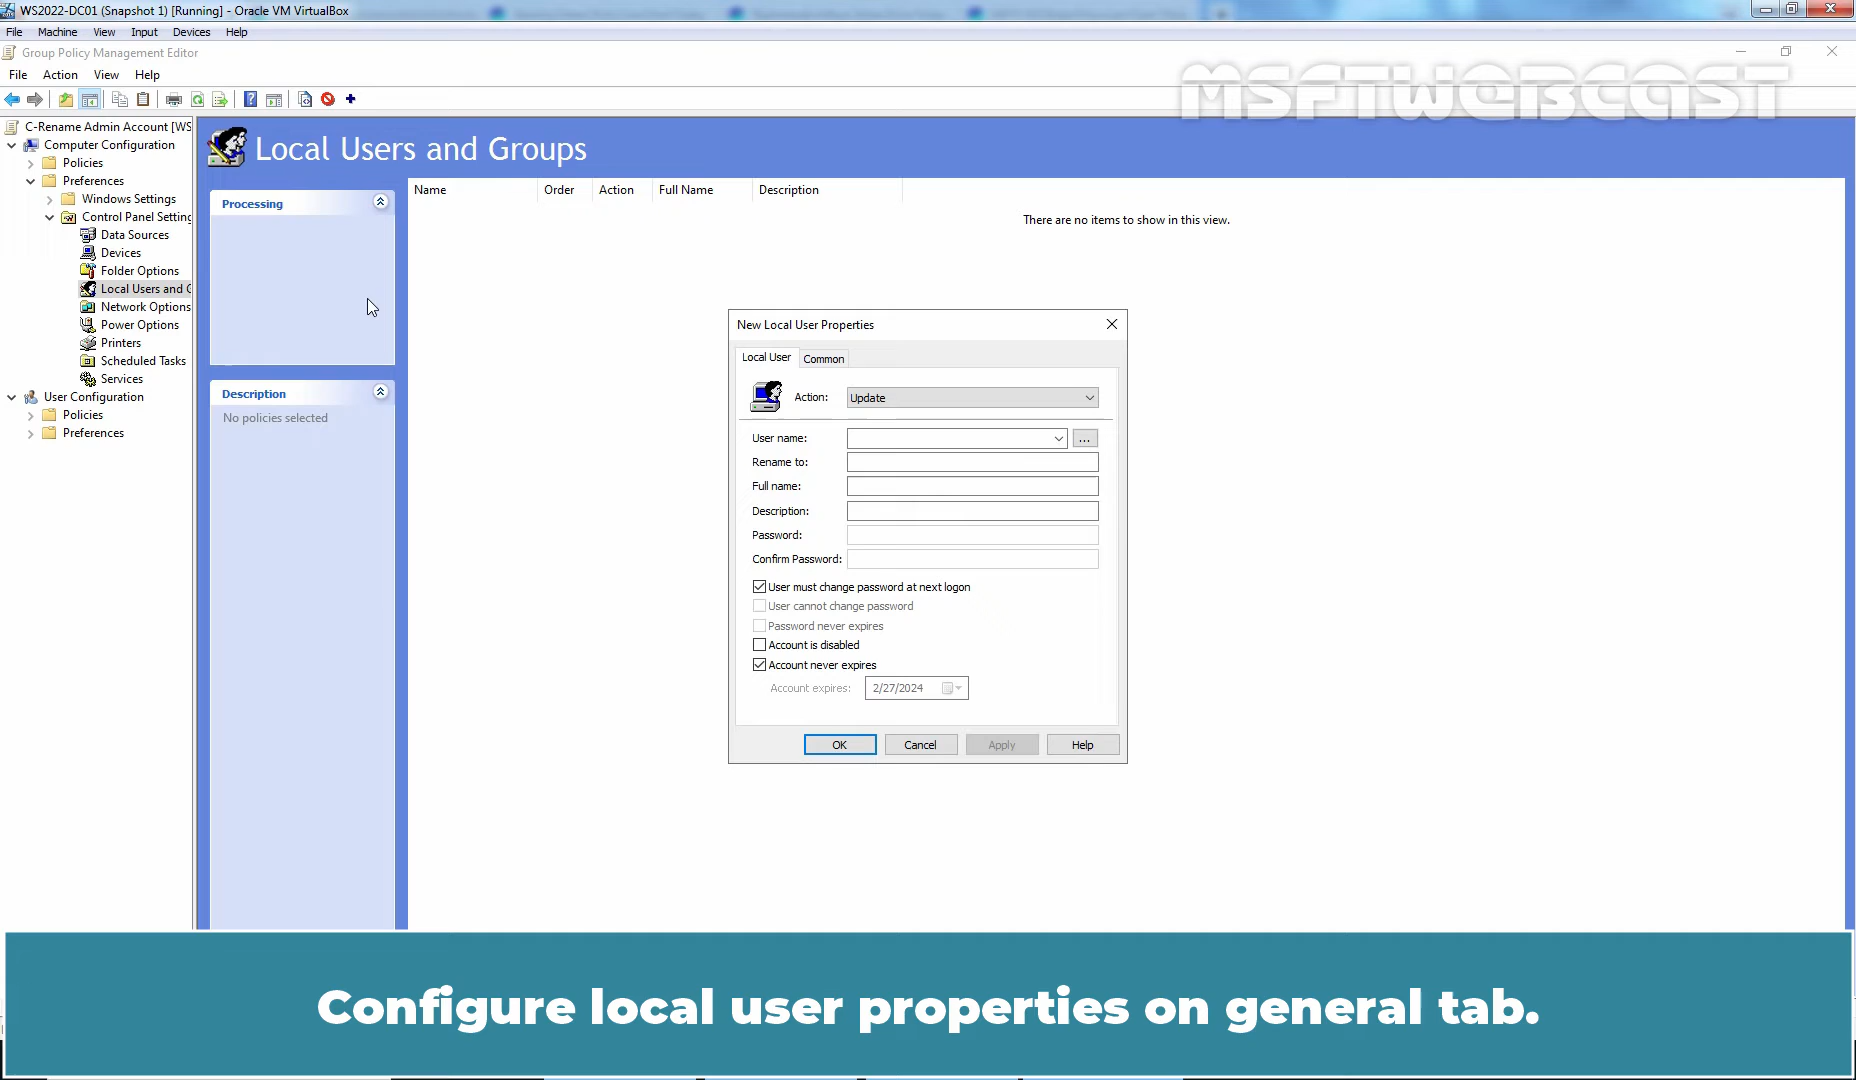 WS2022-DC01 (Snapshot 1) [Running] - Oracle VM VirtualBox
File Machine View Input Devices Help
Group Policy Management Editor
File Action View Help
MSFTWEBCAST
C-Rename Admin Account [WS
Computer Configuration
Policies
Preferences
Windows Settings
Control Panel Setting
Data Sources
Devices
Folder Options
Local Users and G
Network Options
Power Options
Printers
Scheduled Tasks
Services
User Configuration
Policies
Preferences
Local Users and Groups
Processing
Description
No policies selected
Name Order Action Full Name Description
There are no items to show in this view.
New Local User Properties
Local User Common
Action: Update
User name: ...
Rename to:
Full name:
Description:
Password:
Confirm Password:
User must change password at next logon
User cannot change password
Password never expires
Account is disabled
Account never expires
Account expires: 2/27/2024
OK Cancel Apply Help
Configure local user properties on general tab.